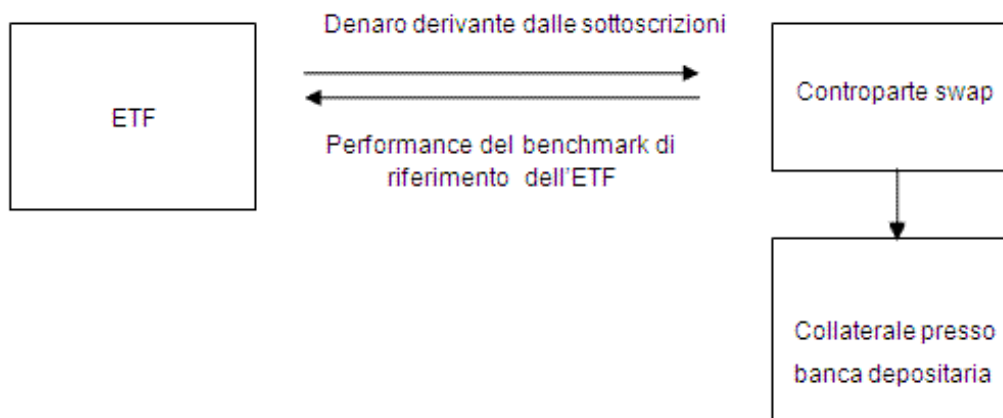 Denaro derivante dalle sottoscrizioni
ETF
Controparte swap
Performance del benchmark di
riferimento dell'ETF
Collaterale presso
banca depositaria